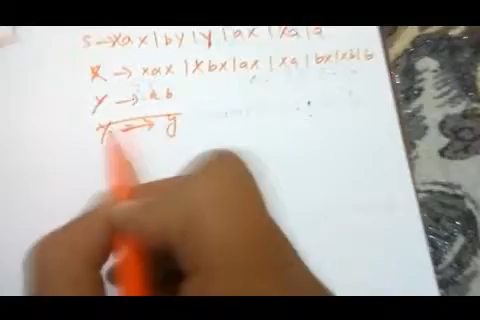 S → XaX | bY | Y | aX | Xa | a
X → XaX | XbX | aX | Xa | bX | Xb | b
Y → ab
Y → y